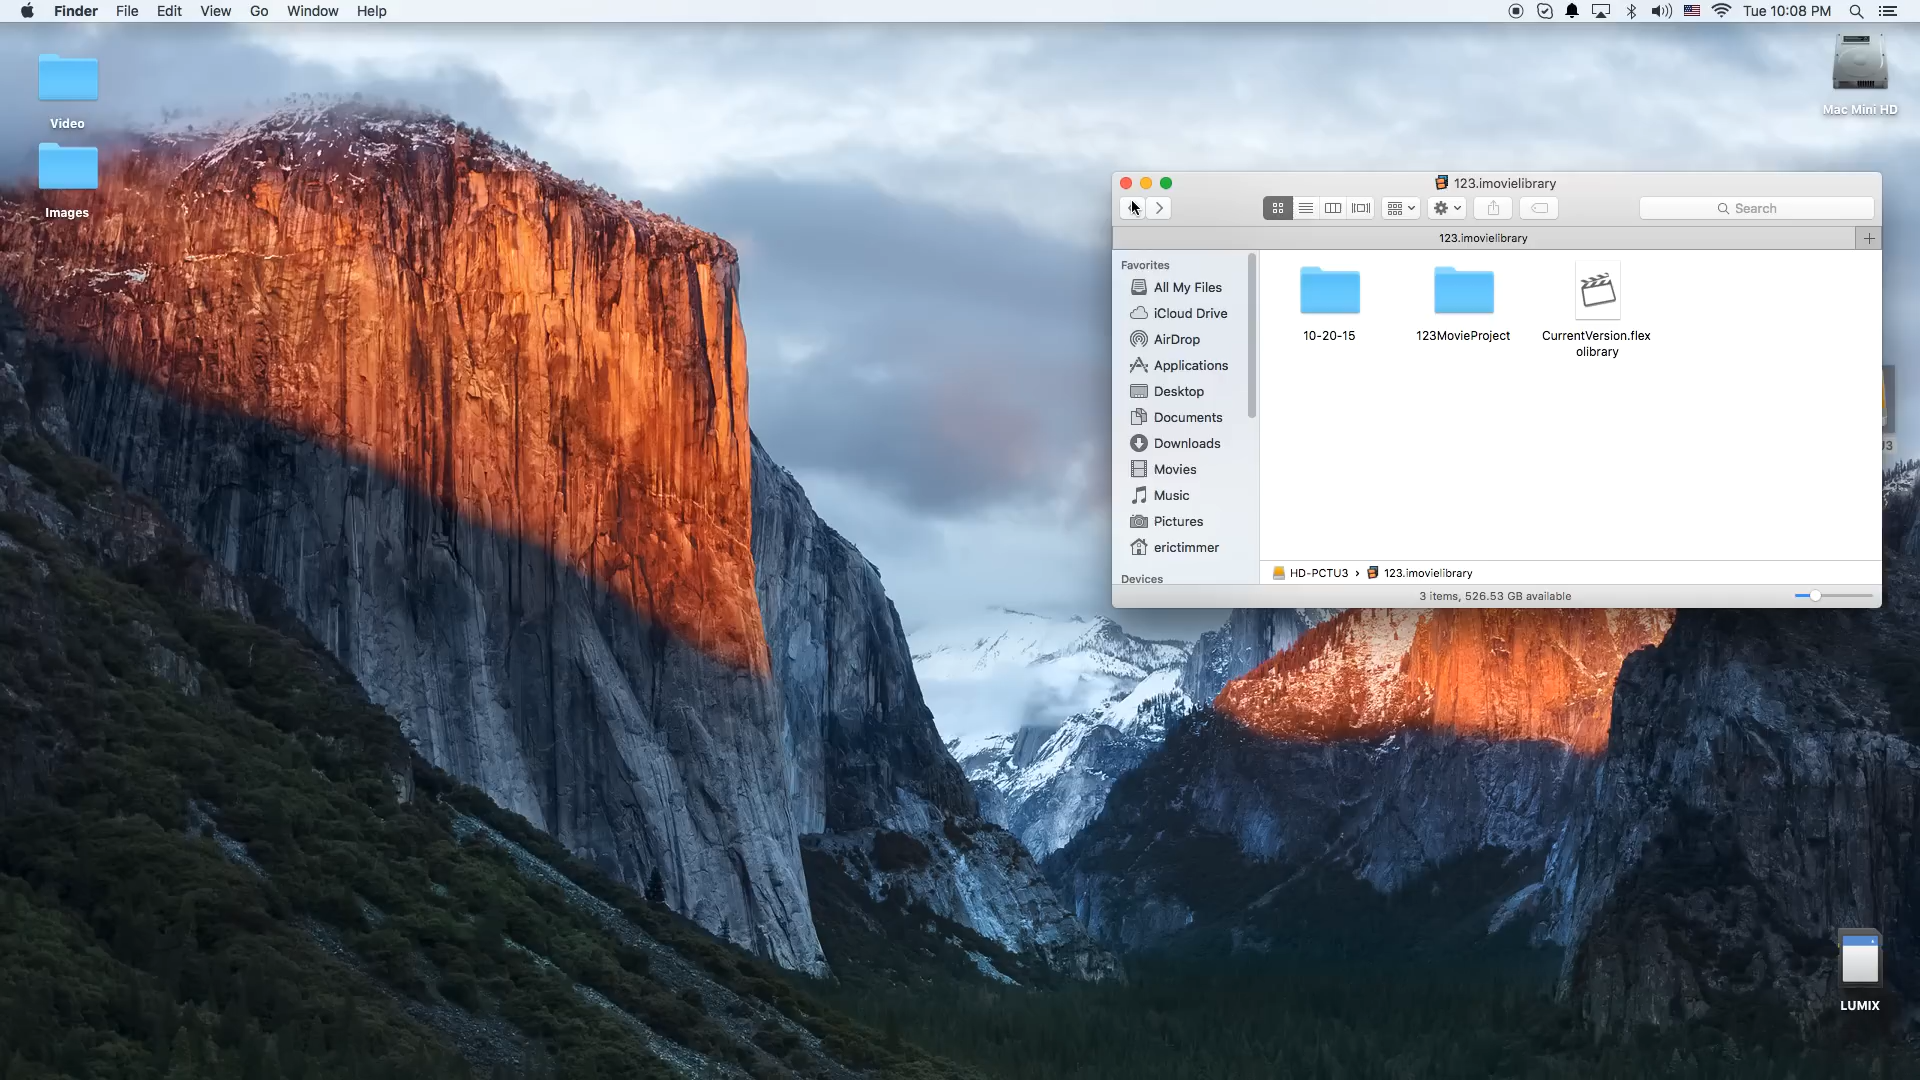 Finder File Edit View Go Window Help
Tue 10:08 PM
Video
Images
Mac Mini HD
123.imovielibrary
Search
123.imovielibrary
Favorites
All My Files
iCloud Drive
AirDrop
Applications
Desktop
Documents
Downloads
Movies
Music
Pictures
erictimmer
Devices
10-20-15
123MovieProject
CurrentVersion.flex
olibrary
HD-PCTU3 › 123.imovielibrary
3 items, 526.53 GB available
U3
LUMIX